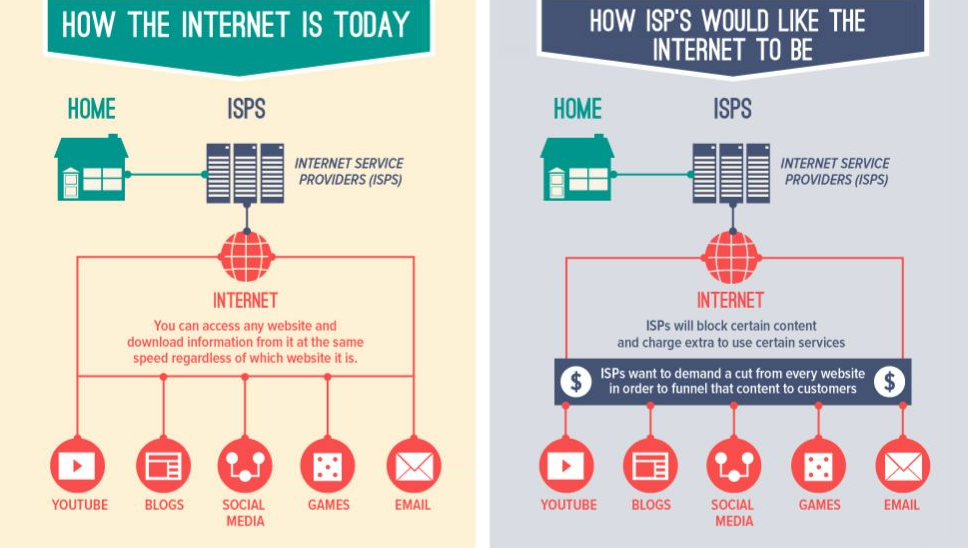 HOW THE INTERNET IS TODAY
HOME
ISPS
INTERNET SERVICE
PROVIDERS (ISPS)
INTERNET
You can access any website and
download information from it at the same
speed regardless of which website it is.
YOUTUBE
BLOGS
SOCIAL
MEDIA
GAMES
EMAIL
HOW ISP'S WOULD LIKE THE
INTERNET TO BE
HOME
ISPS
INTERNET SERVICE
PROVIDERS (ISPS)
INTERNET
ISPs will block certain content
and charge extra to use certain services
$
ISPs want to demand a cut from every website
in order to funnel that content to customers
$
YOUTUBE
BLOGS
SOCIAL
MEDIA
GAMES
EMAIL